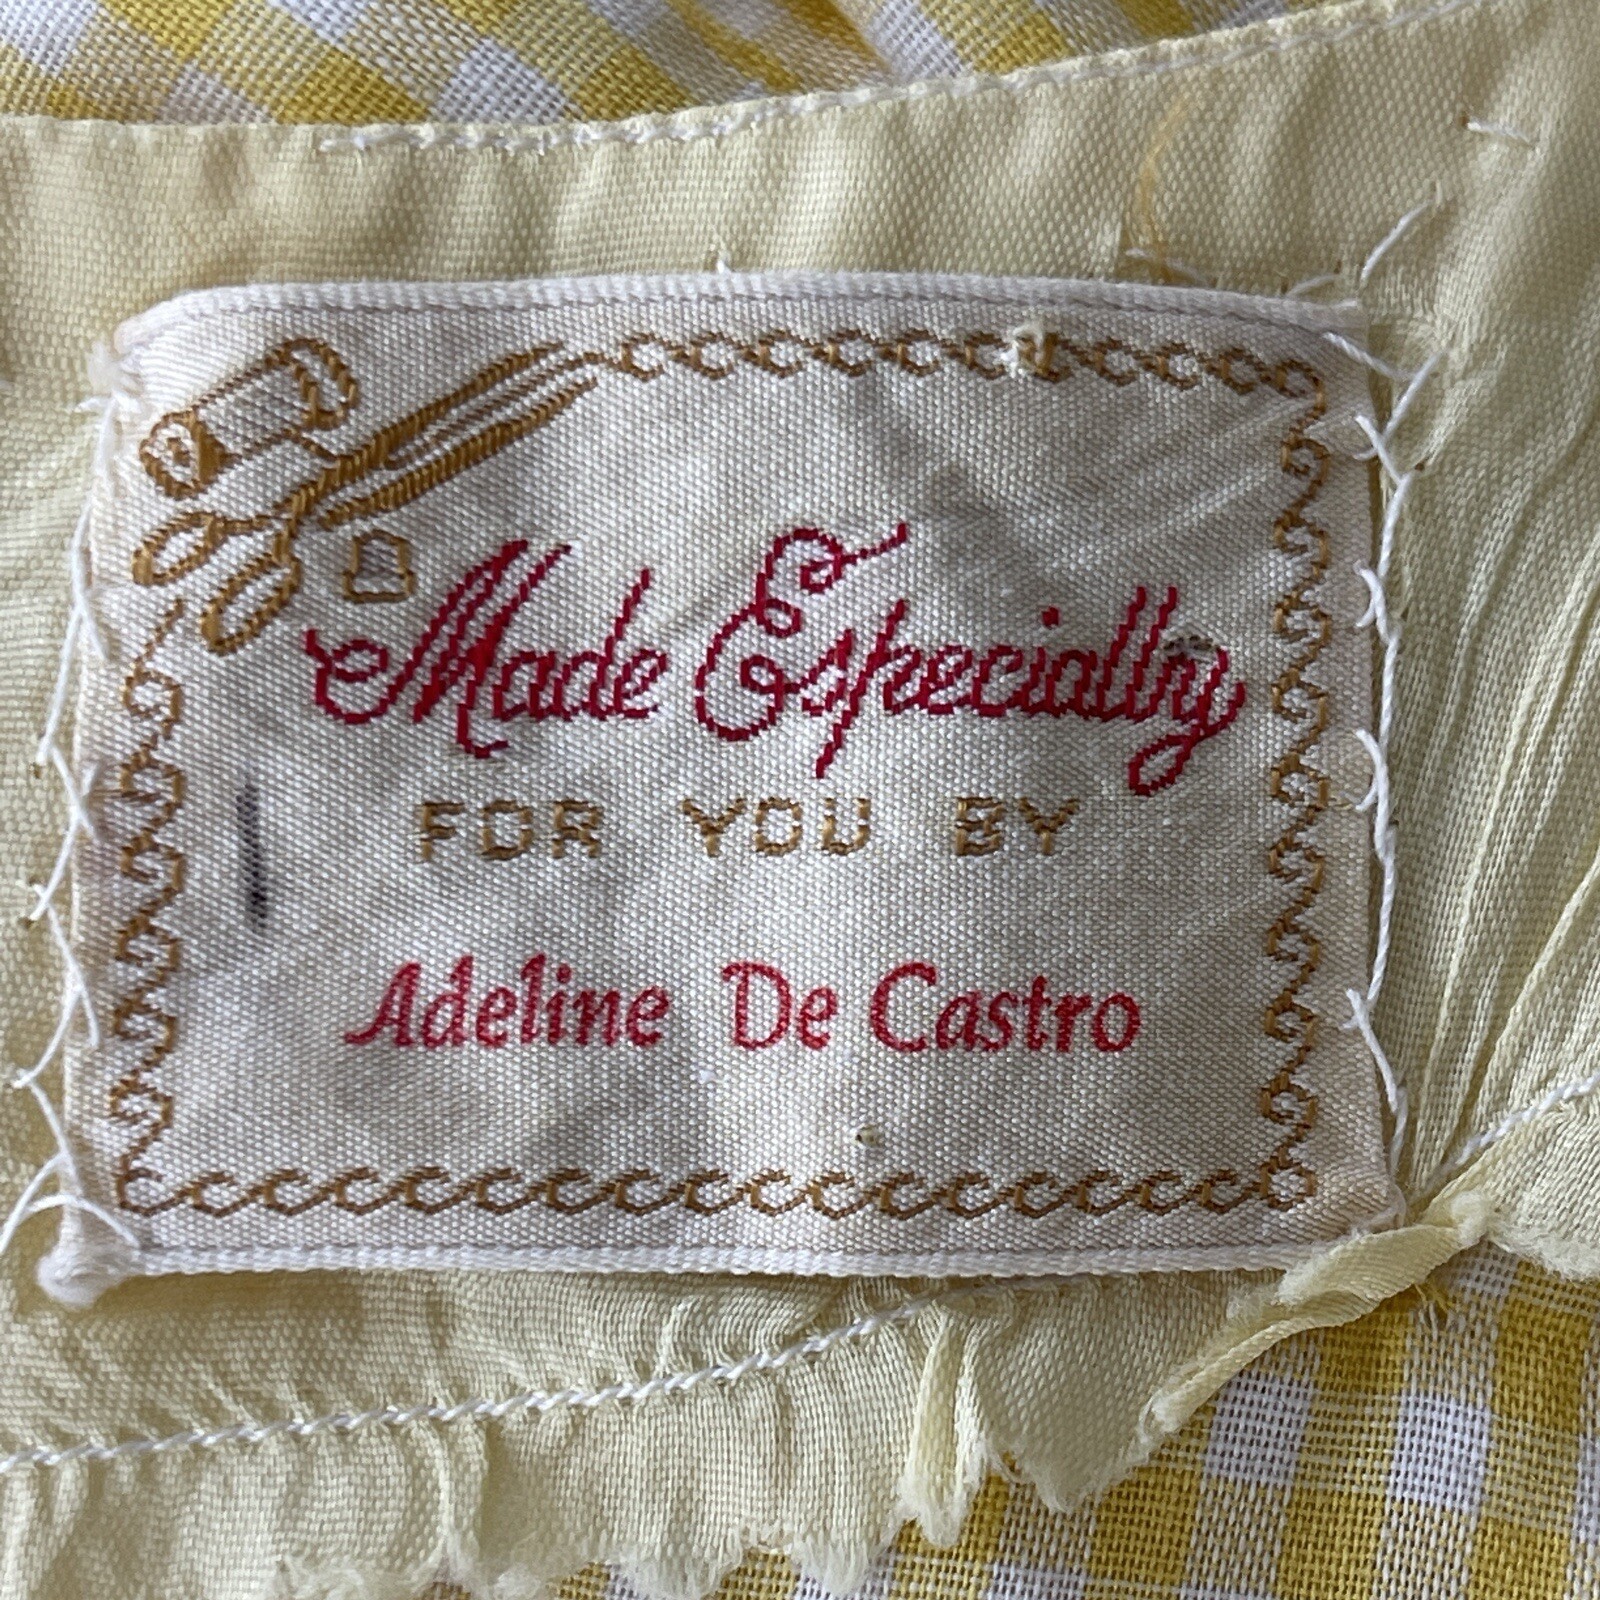 Made Especially
FOR YOU BY
Adeline De Castro